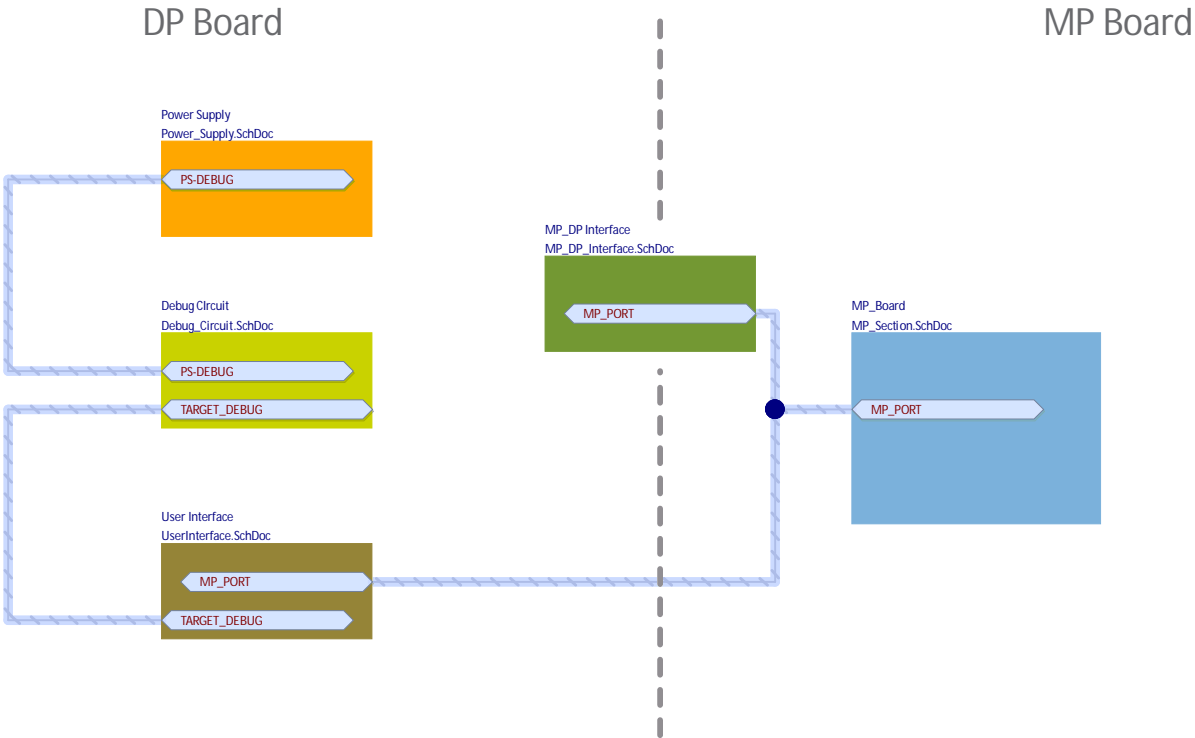 DP Board
MP Board
Power Supply
Power_Supply.SchDoc
PS-DEBUG
MP_DP Interface
MP_DP_Interface.SchDoc
MP_PORT
Debug CIrcuit
Debug_Circuit.SchDoc
PS-DEBUG
TARGET_DEBUG
MP_Board
MP_Section.SchDoc
MP_PORT
User Interface
UserInterface.SchDoc
MP_PORT
TARGET_DEBUG